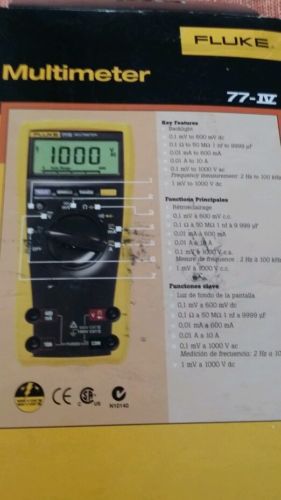 FLUKE®
Multimeter
77-IV
Key Features
Backlight
0,1 mV to 600 mV dc
0,1 Ω to 50 MΩ 1 nf to 9999 µF
0,01 mA to 600 mA
0,01 A to 10 A
0,1 mV to 1000 V ac
Frequency measurement: 2 Hz à 100 kHz
1 mV to 1000 V dc
Fonctions Principales
Rétroéclairage
0,1 mV à 600 mV c.c.
0,1 Ω à 50 MΩ 1 nf à 9999 µF
0,01 mA à 600 mA
0,01 A à 10 A
0,1 mV à 1000 V c.a.
Mesure de fréquence : 2 Hz à 100 kHz
1 mV à 1000 V c.c.
Funciones clave
Luz de fondo de la pantalla
0,1 mV a 600 mV dc
0,1 Ω a 50 MΩ 1 nf a 9999 µF
0,01 mA a 600 mA
0,01 A a 10 A
0,1 mV a 1000 V ac
Medición de frecuencia: 2 Hz a 10
1 mV a 1000 V dc
FLUKE
MULTIMETER
1000
V
OFF
COM
CE
C US
N10140